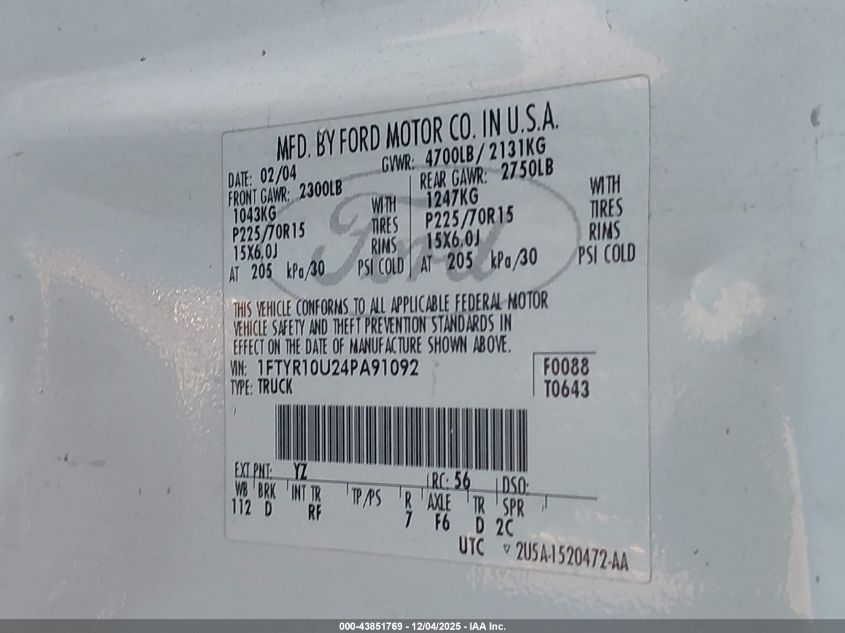 MFD. BY FORD MOTOR CO. IN U.S.A.
DATE: 02/04 GVWR: 4700LB/ 2131KG
FRONT GAWR: 2300LB REAR GAWR: 2750LB
1043KG WITH 1247KG WITH
P225/70R15 TIRES P225/70R15 TIRES
15X6.0J RIMS 15X6.0J RIMS
AT 205 kPa/30 PSI COLD AT 205 kPa/30 PSI COLD
Ford
THIS VEHICLE CONFORMS TO ALL APPLICABLE FEDERAL MOTOR
VEHICLE SAFETY AND THEFT PREVENTION STANDARDS IN
EFFECT ON THE DATE OF MANUFACTURE SHOWN ABOVE.
VIN: 1FTYR10U24PA91092 F0088
TYPE: TRUCK T0643
EXT PNT: YZ RC: 56 DSO:
WB BRK INT TR TP/PS R AXLE TR SPR
112 D RF 7 F6 D 2C
UTC ▽ 2U5A-1520472-AA
000-43851769 - 12/04/2025 - IAA Inc.